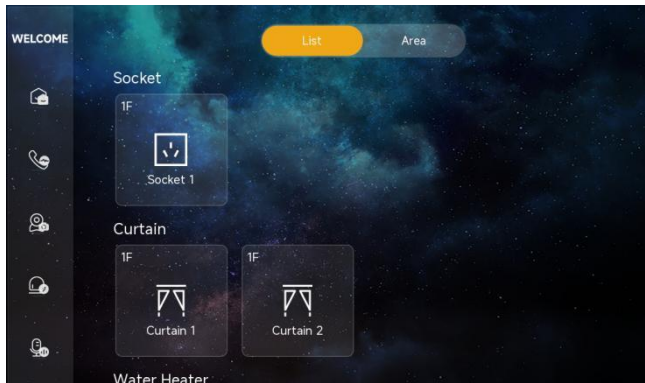 WELCOME
List
Area
Socket
1F
Socket 1
Curtain
1F
1F
Curtain 1
Curtain 2
Water Heater